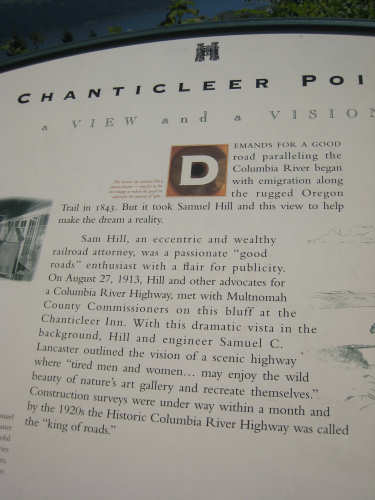 CHANTICLEER POI
a VIEW and a VISION
DEMANDS FOR A GOOD
road paralleling the
Columbia River began
with emigration along
the rugged Oregon
Trail in 1843. But it took Samuel Hill and this view to help
make the dream a reality.
Sam Hill, an eccentric and wealthy
railroad attorney, was a passionate "good
roads" enthusiast with a flair for publicity.
On August 27, 1913, Hill and other advocates for
a Columbia River Highway, met with Multnomah
County Commissioners on this bluff at the
Chanticleer Inn. With this dramatic vista in the
background, Hill and engineer Samuel C.
Lancaster outlined the vision of a scenic highway
where "tired men and women... may enjoy the wild
beauty of nature's art gallery and recreate themselves."
Construction surveys were under way within a month and
by the 1920s the Historic Columbia River Highway was called
the "king of roads."